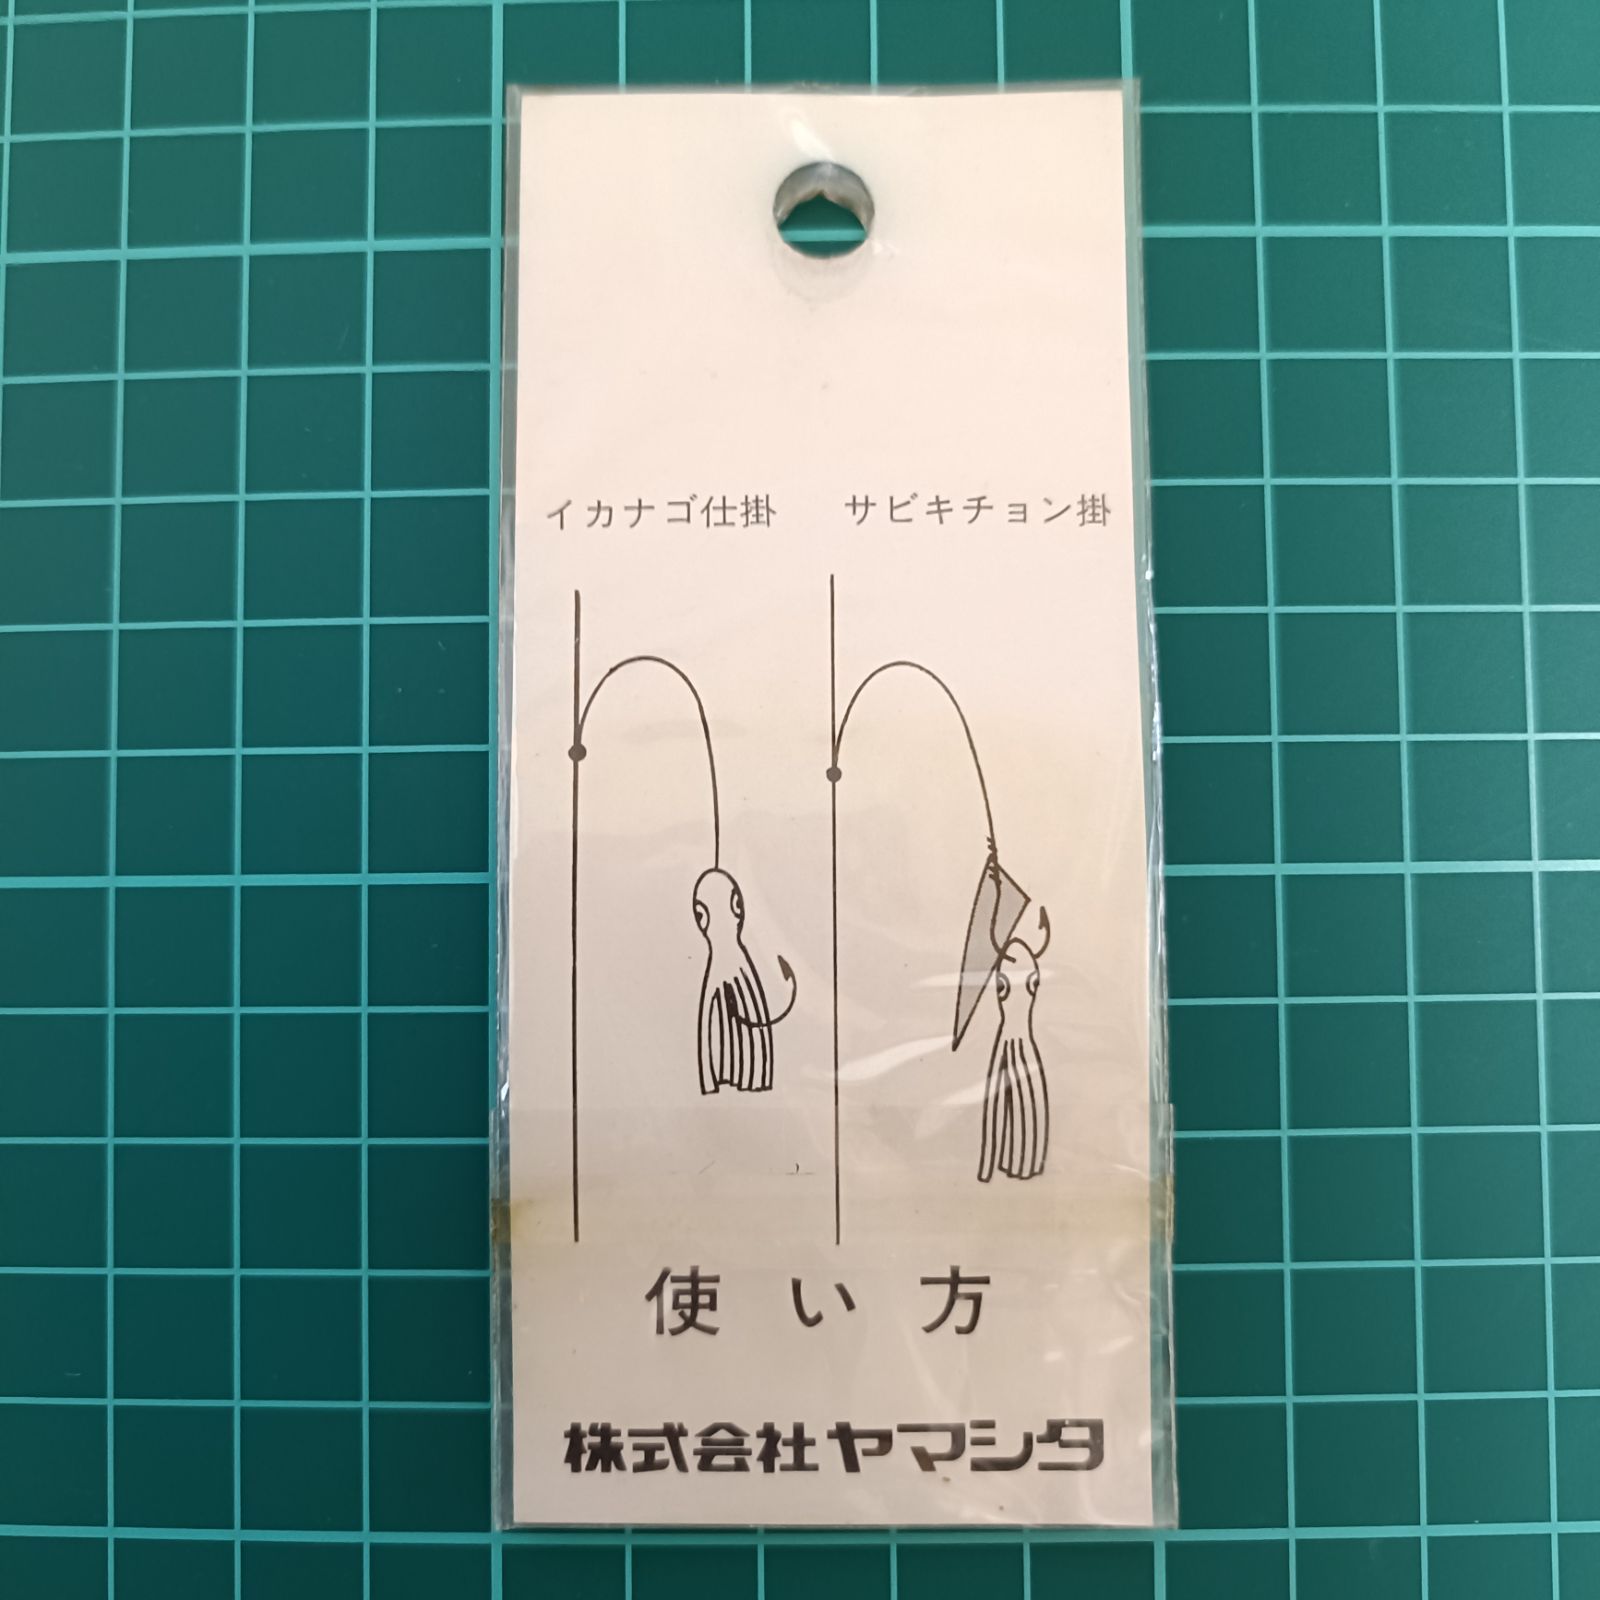 イカナゴ仕掛
サビキチョン掛
使い方
株式会社ヤマシタ